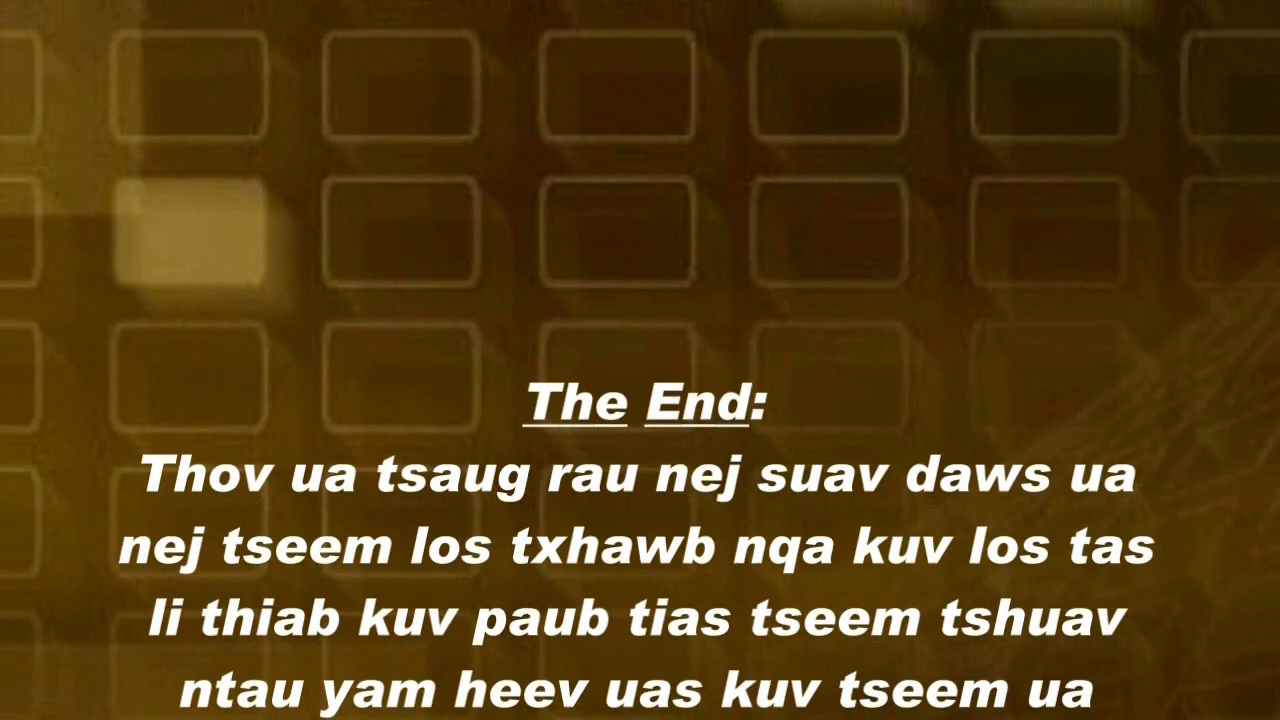 The End:
Thov ua tsaug rau nej suav daws ua
nej tseem los txhawb nqa kuv los tas
li thiab kuv paub tias tseem tshuav
ntau yam heev uas kuv tseem ua